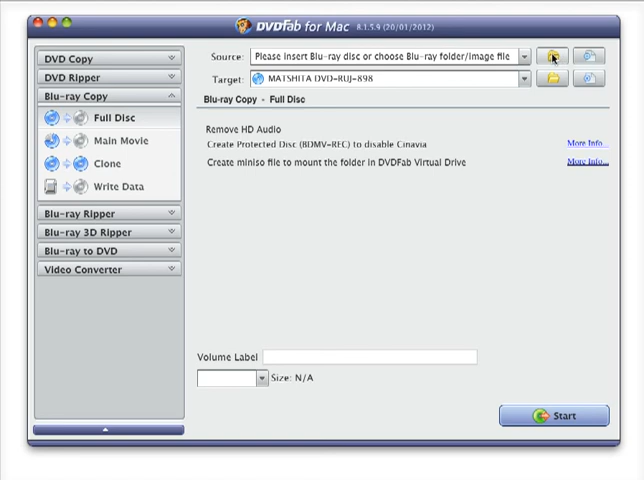 DVDFab for Mac 8.1.5.9 (20/01/2012)
DVD Copy
DVD Ripper
Blu-ray Copy
Full Disc
Main Movie
Clone
Write Data
Blu-ray Ripper
Blu-ray 3D Ripper
Blu-ray to DVD
Video Converter
Source: Please insert Blu-ray disc or choose Blu-ray folder/image file
Target: MATSHITA DVD-RUJ-898
Blu-ray Copy - Full Disc
Remove HD Audio
Create Protected Disc (BDMV-REC) to disable Cinavia More Info...
Create miniso file to mount the folder in DVDFab Virtual Drive More Info...
Volume Label
Size: N/A
Start